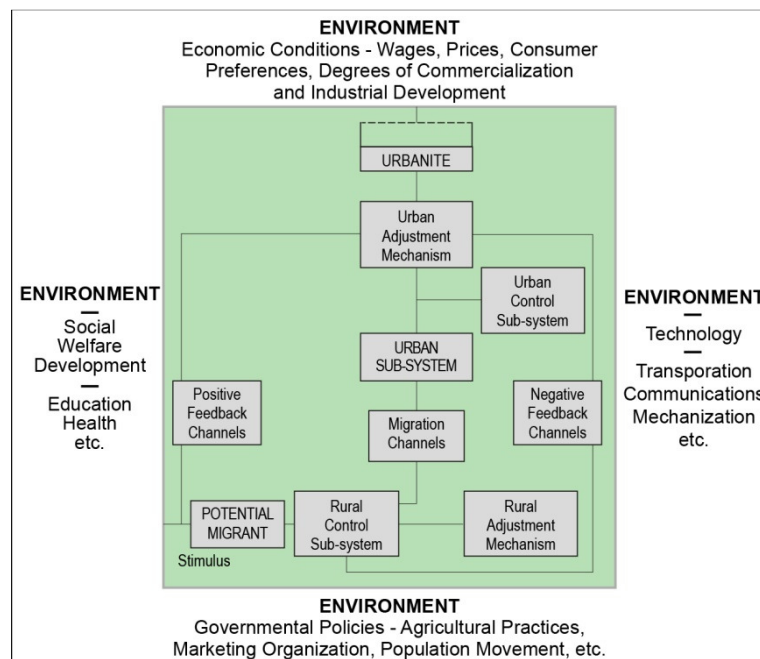 ENVIRONMENT
Economic Conditions - Wages, Prices, Consumer
Preferences, Degrees of Commercialization
and Industrial Development
URBANITE
Urban
Adjustment
Mechanism
ENVIRONMENT
Social
Welfare
Development
Education
Health
etc.
Urban
Control
Sub-system
ENVIRONMENT
Technology
Transporation
Communications
Mechanization
etc.
URBAN
SUB-SYSTEM
Positive
Feedback
Channels
Migration
Channels
Negative
Feedback
Channels
POTENTIAL
MIGRANT
Stimulus
Rural
Control
Sub-system
Rural
Adjustment
Mechanism
ENVIRONMENT
Governmental Policies - Agricultural Practices,
Marketing Organization, Population Movement, etc.